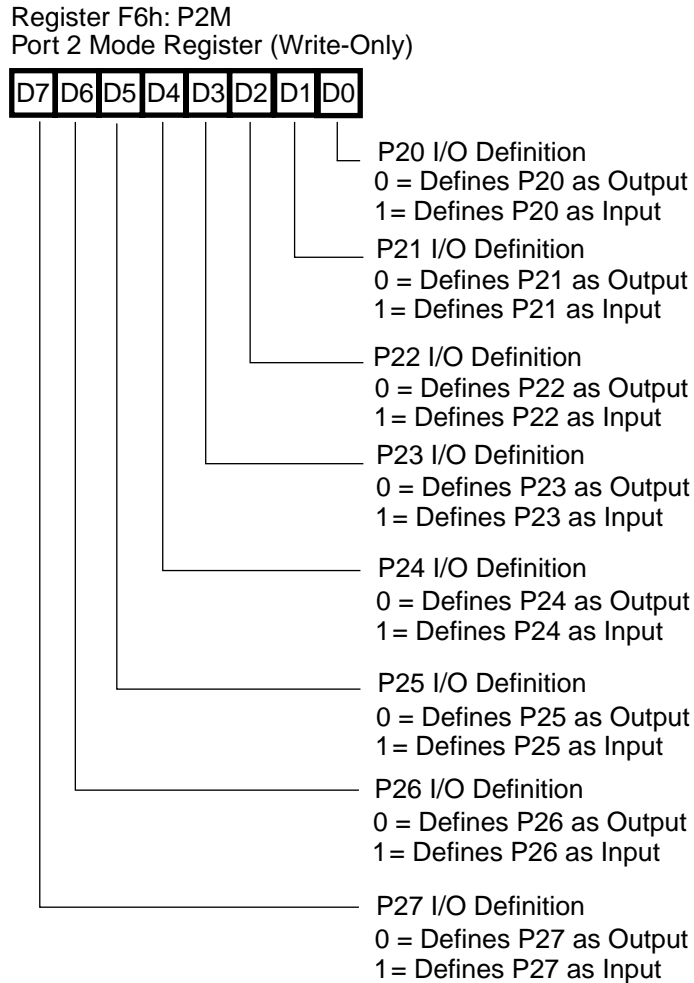 Register F6h: P2M
Port 2 Mode Register (Write-Only)
D7 D6 D5 D4 D3 D2 D1 D0
P20 I/O Definition
0 = Defines P20 as Output
1= Defines P20 as Input
P21 I/O Definition
0 = Defines P21 as Output
1= Defines P21 as Input
P22 I/O Definition
0 = Defines P22 as Output
1= Defines P22 as Input
P23 I/O Definition
0 = Defines P23 as Output
1= Defines P23 as Input
P24 I/O Definition
0 = Defines P24 as Output
1= Defines P24 as Input
P25 I/O Definition
0 = Defines P25 as Output
1= Defines P25 as Input
P26 I/O Definition
0 = Defines P26 as Output
1= Defines P26 as Input
P27 I/O Definition
0 = Defines P27 as Output
1= Defines P27 as Input